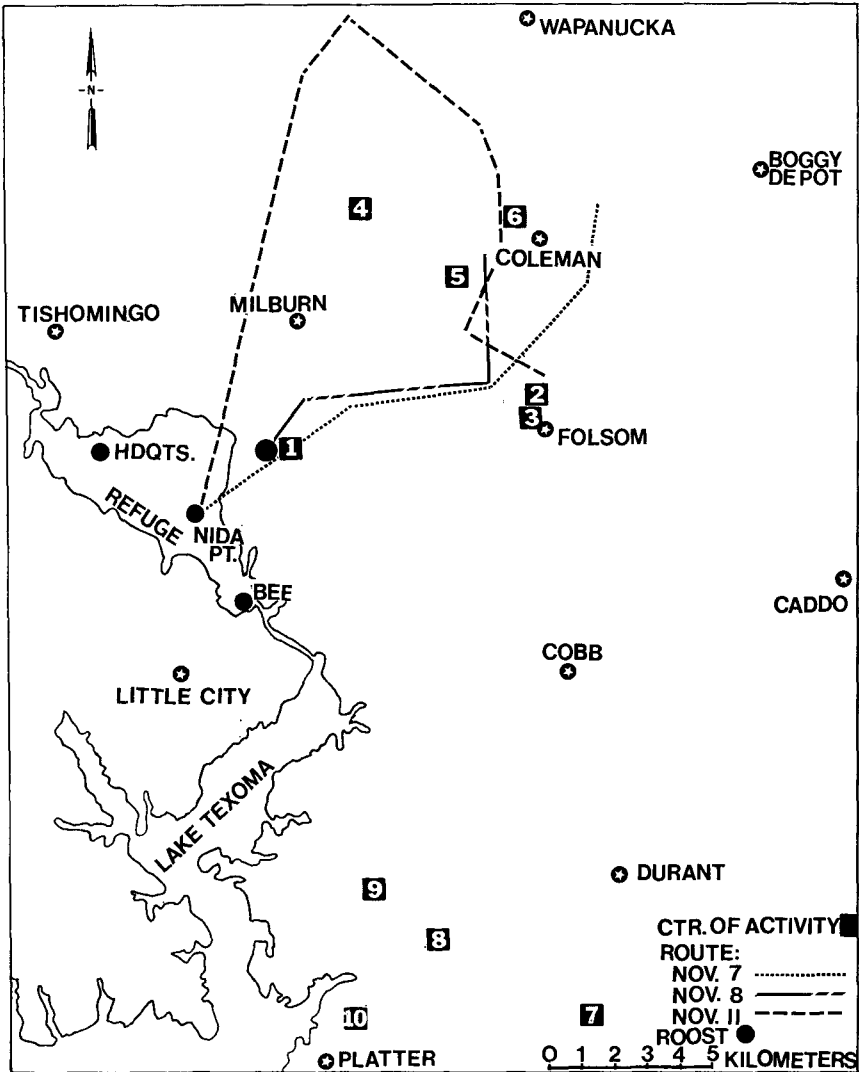 WAPANUCKA
-N-
BOGGY
DEPOT
4
6
COLEMAN
5
MILBURN
TISHOMINGO
2
3
FOLSOM
1
HDQTS.
REFUGE
NIDA
PT.
BEE
CADDO
COBB
LITTLE CITY
LAKE TEXOMA
DURANT
9
CTR. OF ACTIVITY
8
ROUTE:
NOV. 7
NOV. 8
NOV. 11
10
7
ROOST
0 1 2 3 4 5 KILOMETERS
PLATTER